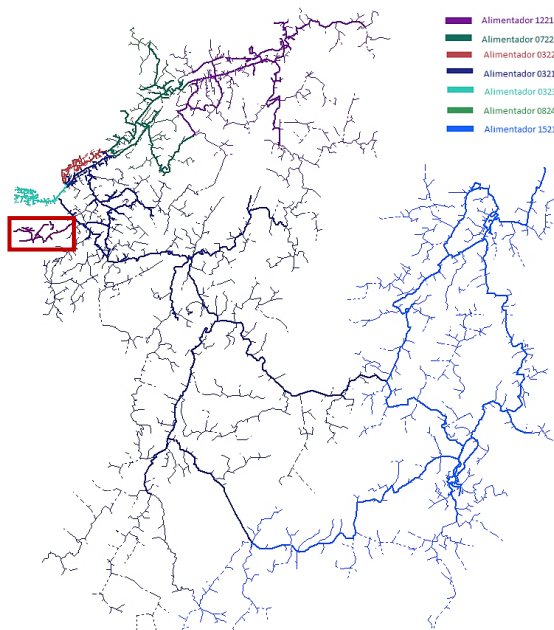 Alimentador 1221
Alimentador 0722
Alimentador 0322
Alimentador 0321
Alimentador 0323
Alimentador 0824
Alimentador 1521